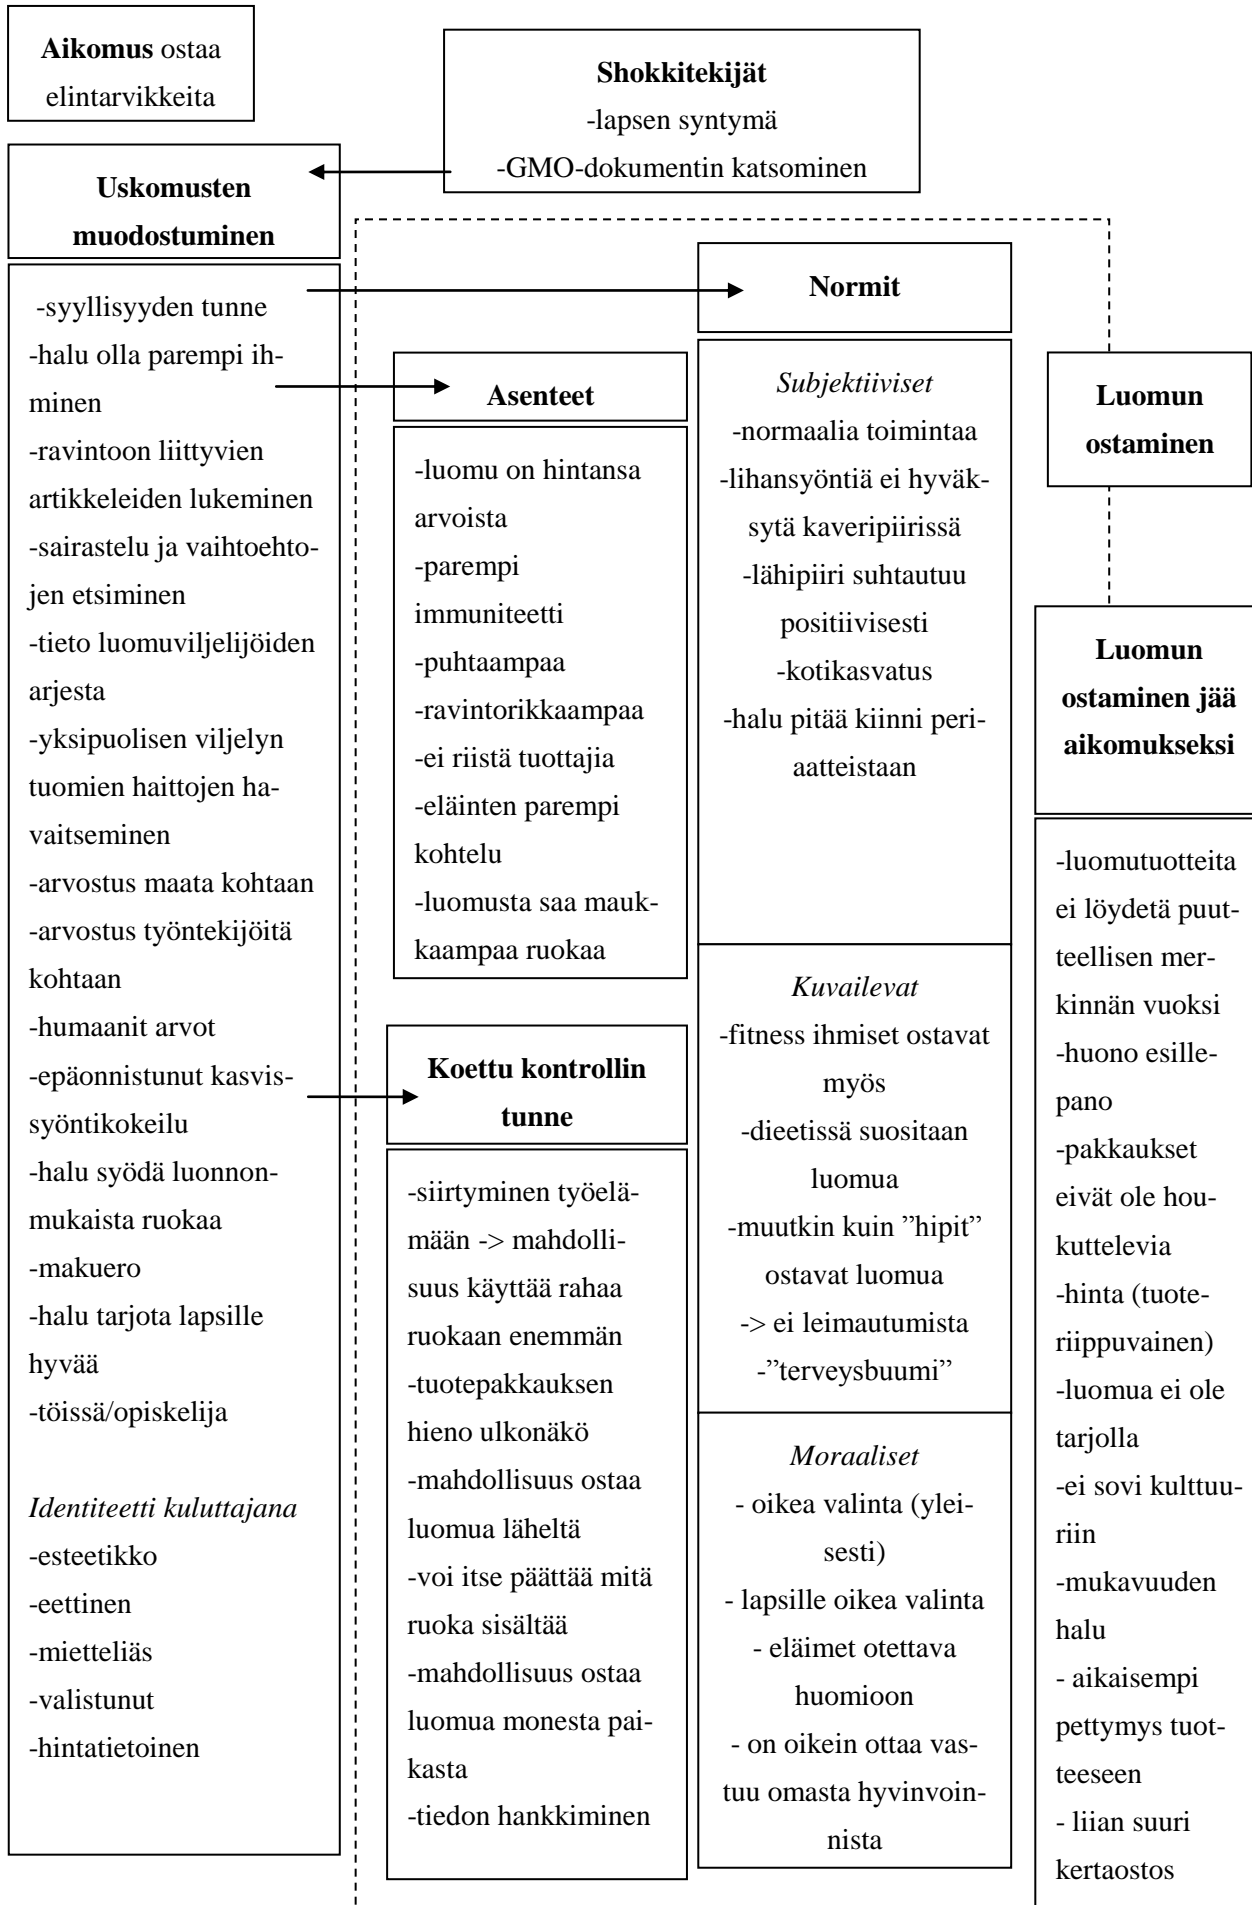 Aikomus ostaa
elintarvikkeita
Shokkitekijät
-lapsen syntymä
-GMO-dokumentin katsominen
Uskomusten
muodostuminen
-syyllisyyden tunne
-halu olla parempi ih-
minen
-ravintoon liittyvien
artikkeleiden lukeminen
-sairastelu ja vaihtoehto-
jen etsiminen
-tieto luomuviljelijöiden
arjesta
-yksipuolisen viljelyn
tuomien haittojen ha-
vaitseminen
-arvostus maata kohtaan
-arvostus työntekijöitä
kohtaan
-humaanit arvot
-epäonnistunut kasvis-
syöntikokeilu
-halu syödä luonnon-
mukaista ruokaa
-makuero
-halu tarjota lapsille
hyvää
-töissä/opiskelija
Identiteetti kuluttajana
-esteetikko
-eettinen
-mietteliäs
-valistunut
-hintatietoinen
Asenteet
-luomu on hintansa
arvoista
-parempi
immuniteetti
-puhtaampaa
-ravintorikkaampaa
-ei riistä tuottajia
-eläinten parempi
kohtelu
-luomusta saa mauk-
kaampaa ruokaa
Koettu kontrollin
tunne
-siirtyminen työelä-
mään -> mahdolli-
suus käyttää rahaa
ruokaan enemmän
-tuotepakkauksen
hieno ulkonäkö
-mahdollisuus ostaa
luomua läheltä
-voi itse päättää mitä
ruoka sisältää
-mahdollisuus ostaa
luomua monesta pai-
kasta
-tiedon hankkiminen
Normit
Subjektiiviset
-normaalia toimintaa
-lihansyöntiä ei hyväk-
sytä kaveripiirissä
-lähipiiri suhtautuu
positiivisesti
-kotikasvatus
-halu pitää kiinni peri-
aatteistaan
Kuvailevat
-fitness ihmiset ostavat
myös
-dieetissä suositaan
luomua
-muutkin kuin ”hipit”
ostavat luomua
-> ei leimautumista
-”terveysbuumi”
Moraaliset
- oikea valinta (ylei-
sesti)
- lapsille oikea valinta
- eläimet otettava
huomioon
- on oikein ottaa vas-
tuu omasta hyvinvoin-
nista
Luomun
ostaminen
Luomun
ostaminen jää
aikomukseksi
-luomutuotteita
ei löydetä puut-
teellisen mer-
kinnän vuoksi
-huono esille-
pano
-pakkaukset
eivät ole hou-
kuttelevia
-hinta (tuote-
riippuvainen)
-luomua ei ole
tarjolla
-ei sovi kulttuu-
riin
-mukavuuden
halu
- aikaisempi
pettymys tuot-
teeseen
- liian suuri
kertaostos